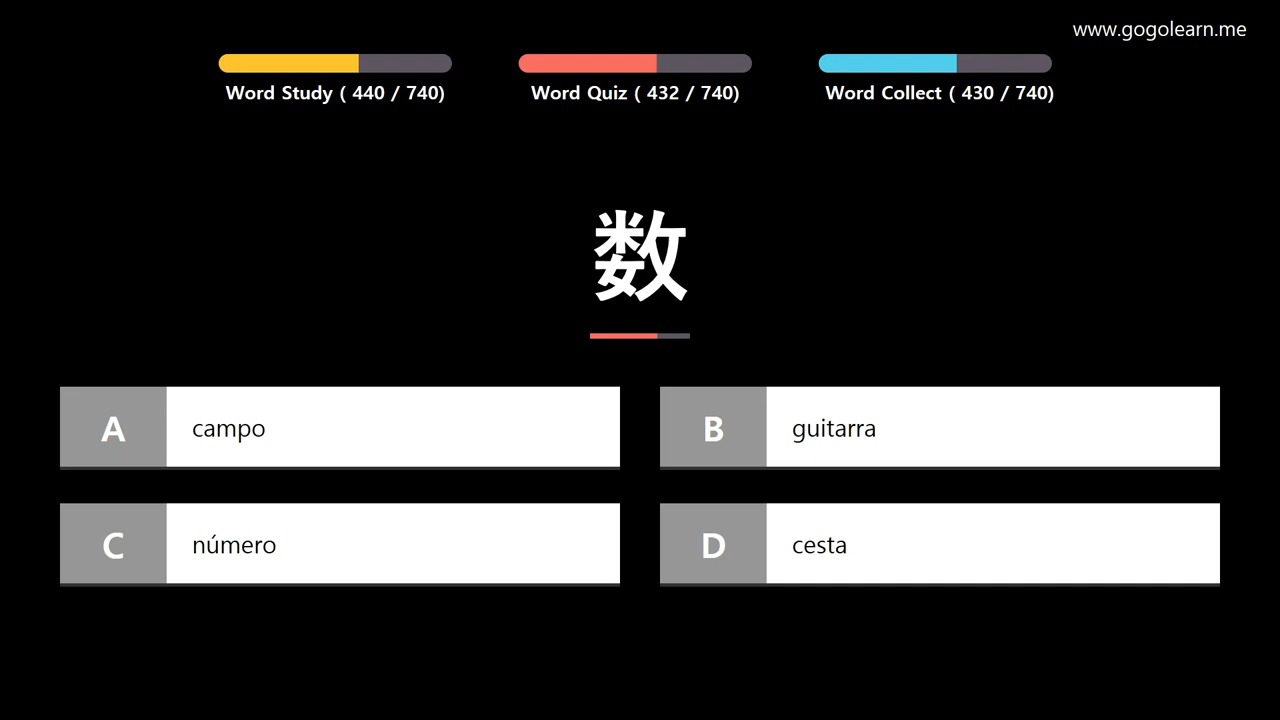 www.gogolearn.me
Word Study ( 440 / 740)
Word Quiz ( 432 / 740)
Word Collect ( 430 / 740)
数
A campo
B guitarra
C número
D cesta